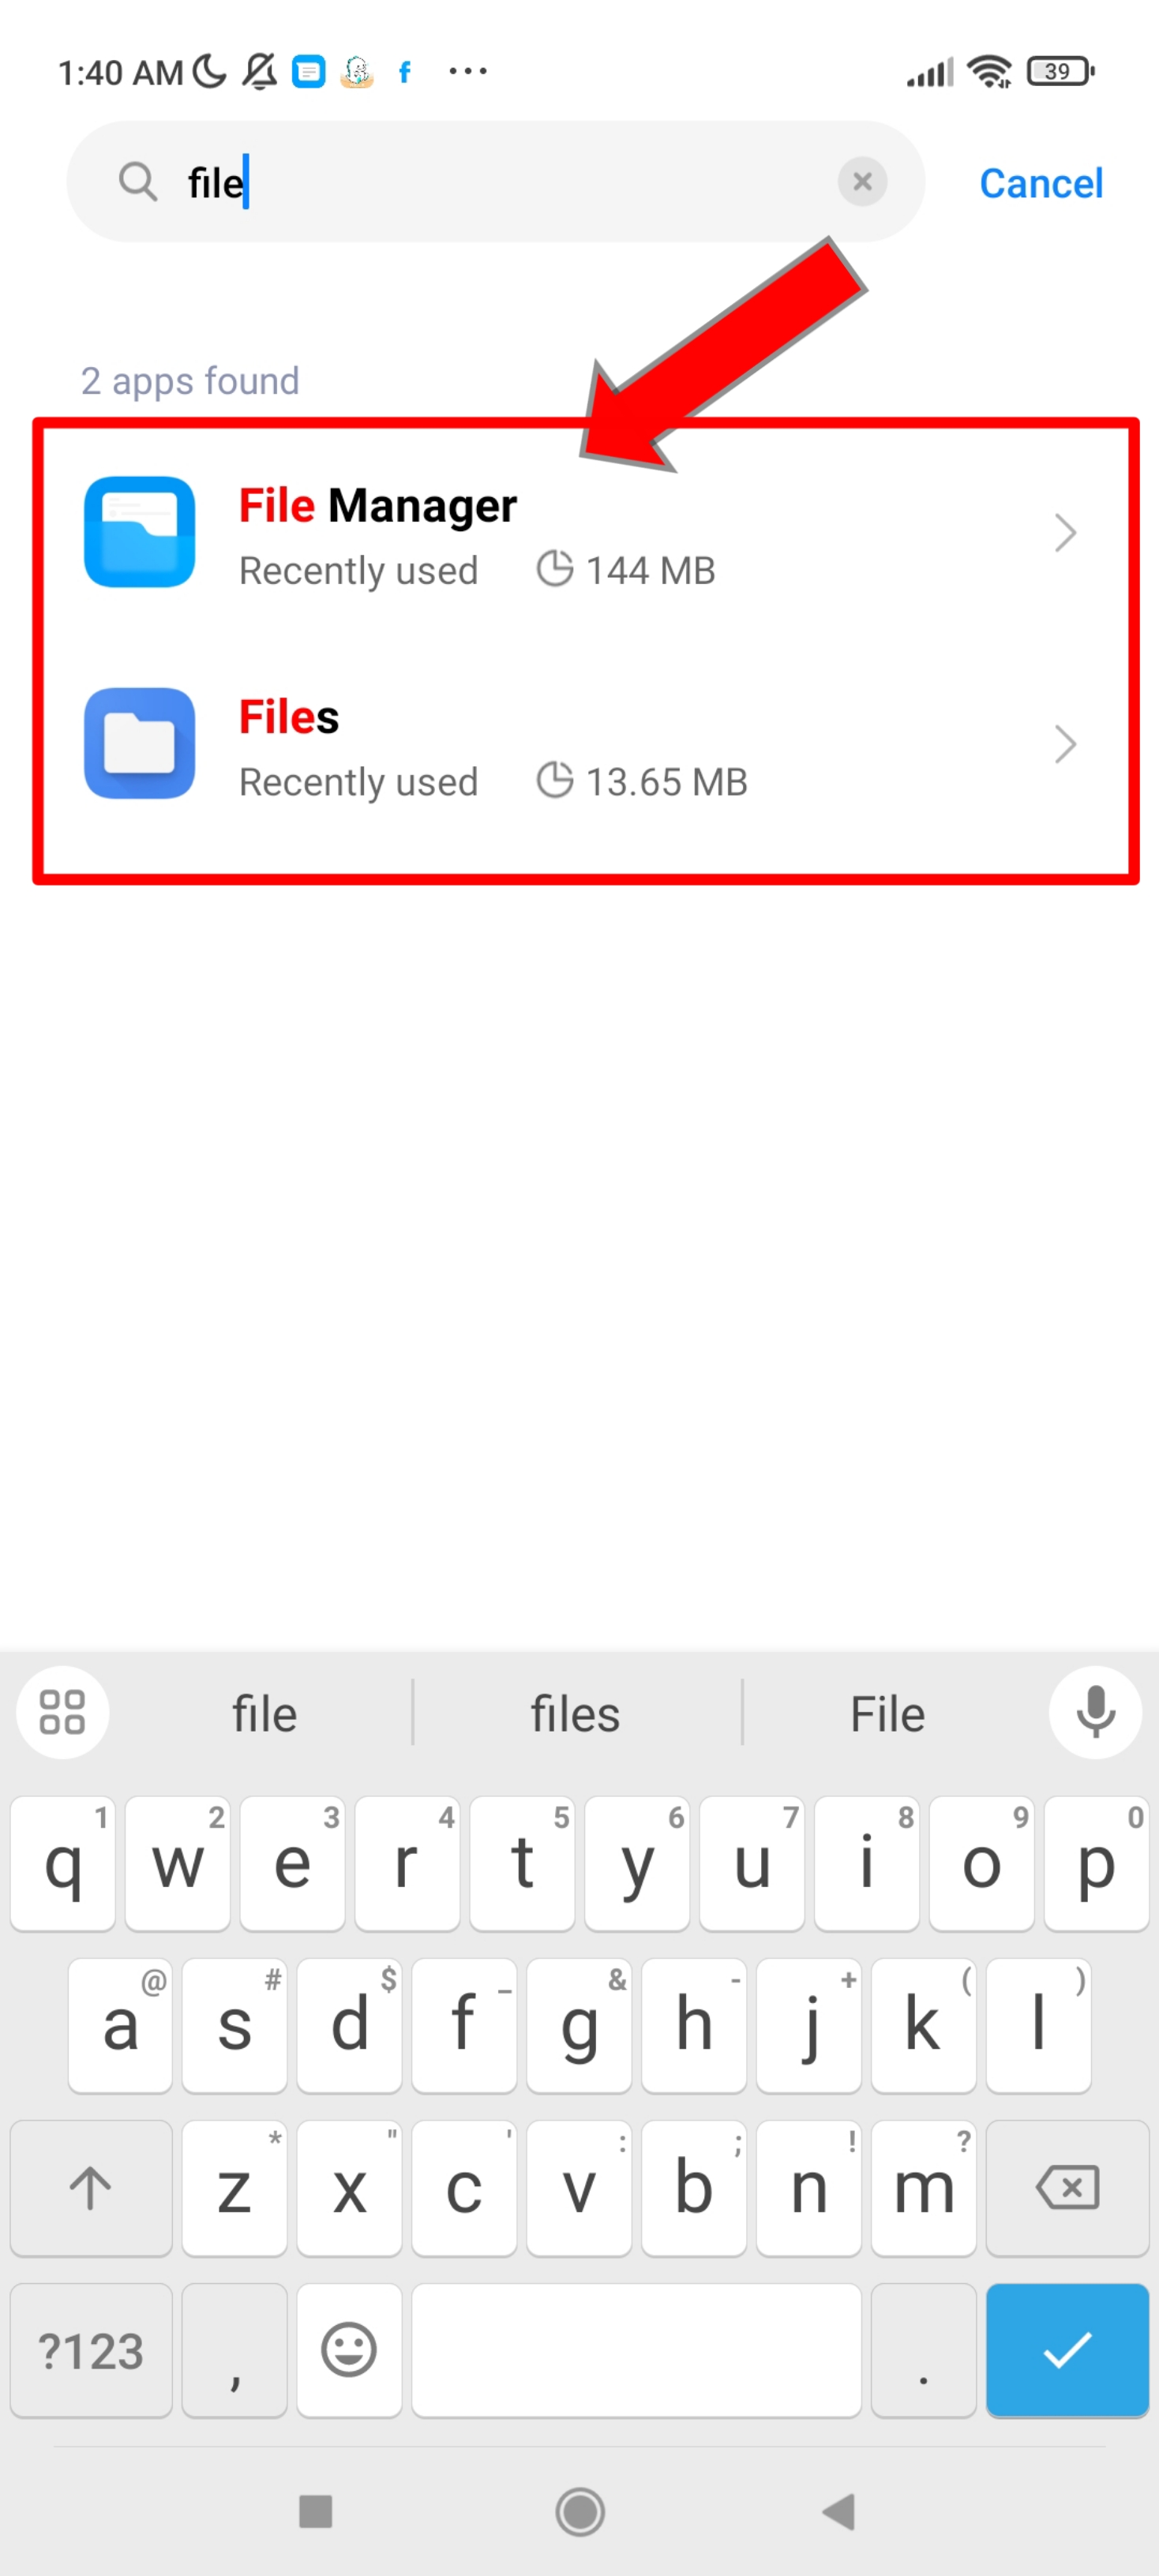 1:40 AM f ... 39
file Cancel
2 apps found
File Manager
Recently used 144 MB
Files
Recently used 13.65 MB
file files File
1 2 3 4 5 6 7 8 9 0
q w e r t y u i o p
@ # $ _ & - + ( )
a s d f g h j k l
* " ' : ; ! ?
z x c v b n m
?123 , .